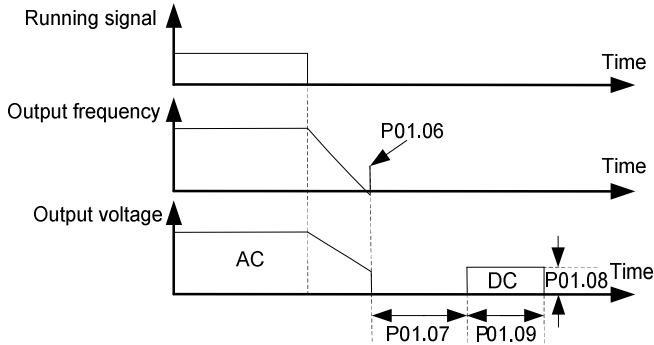 Running signal
Time
Output frequency
P01.06
Time
Output voltage
AC
DC
P01.08
Time
P01.07
P01.09